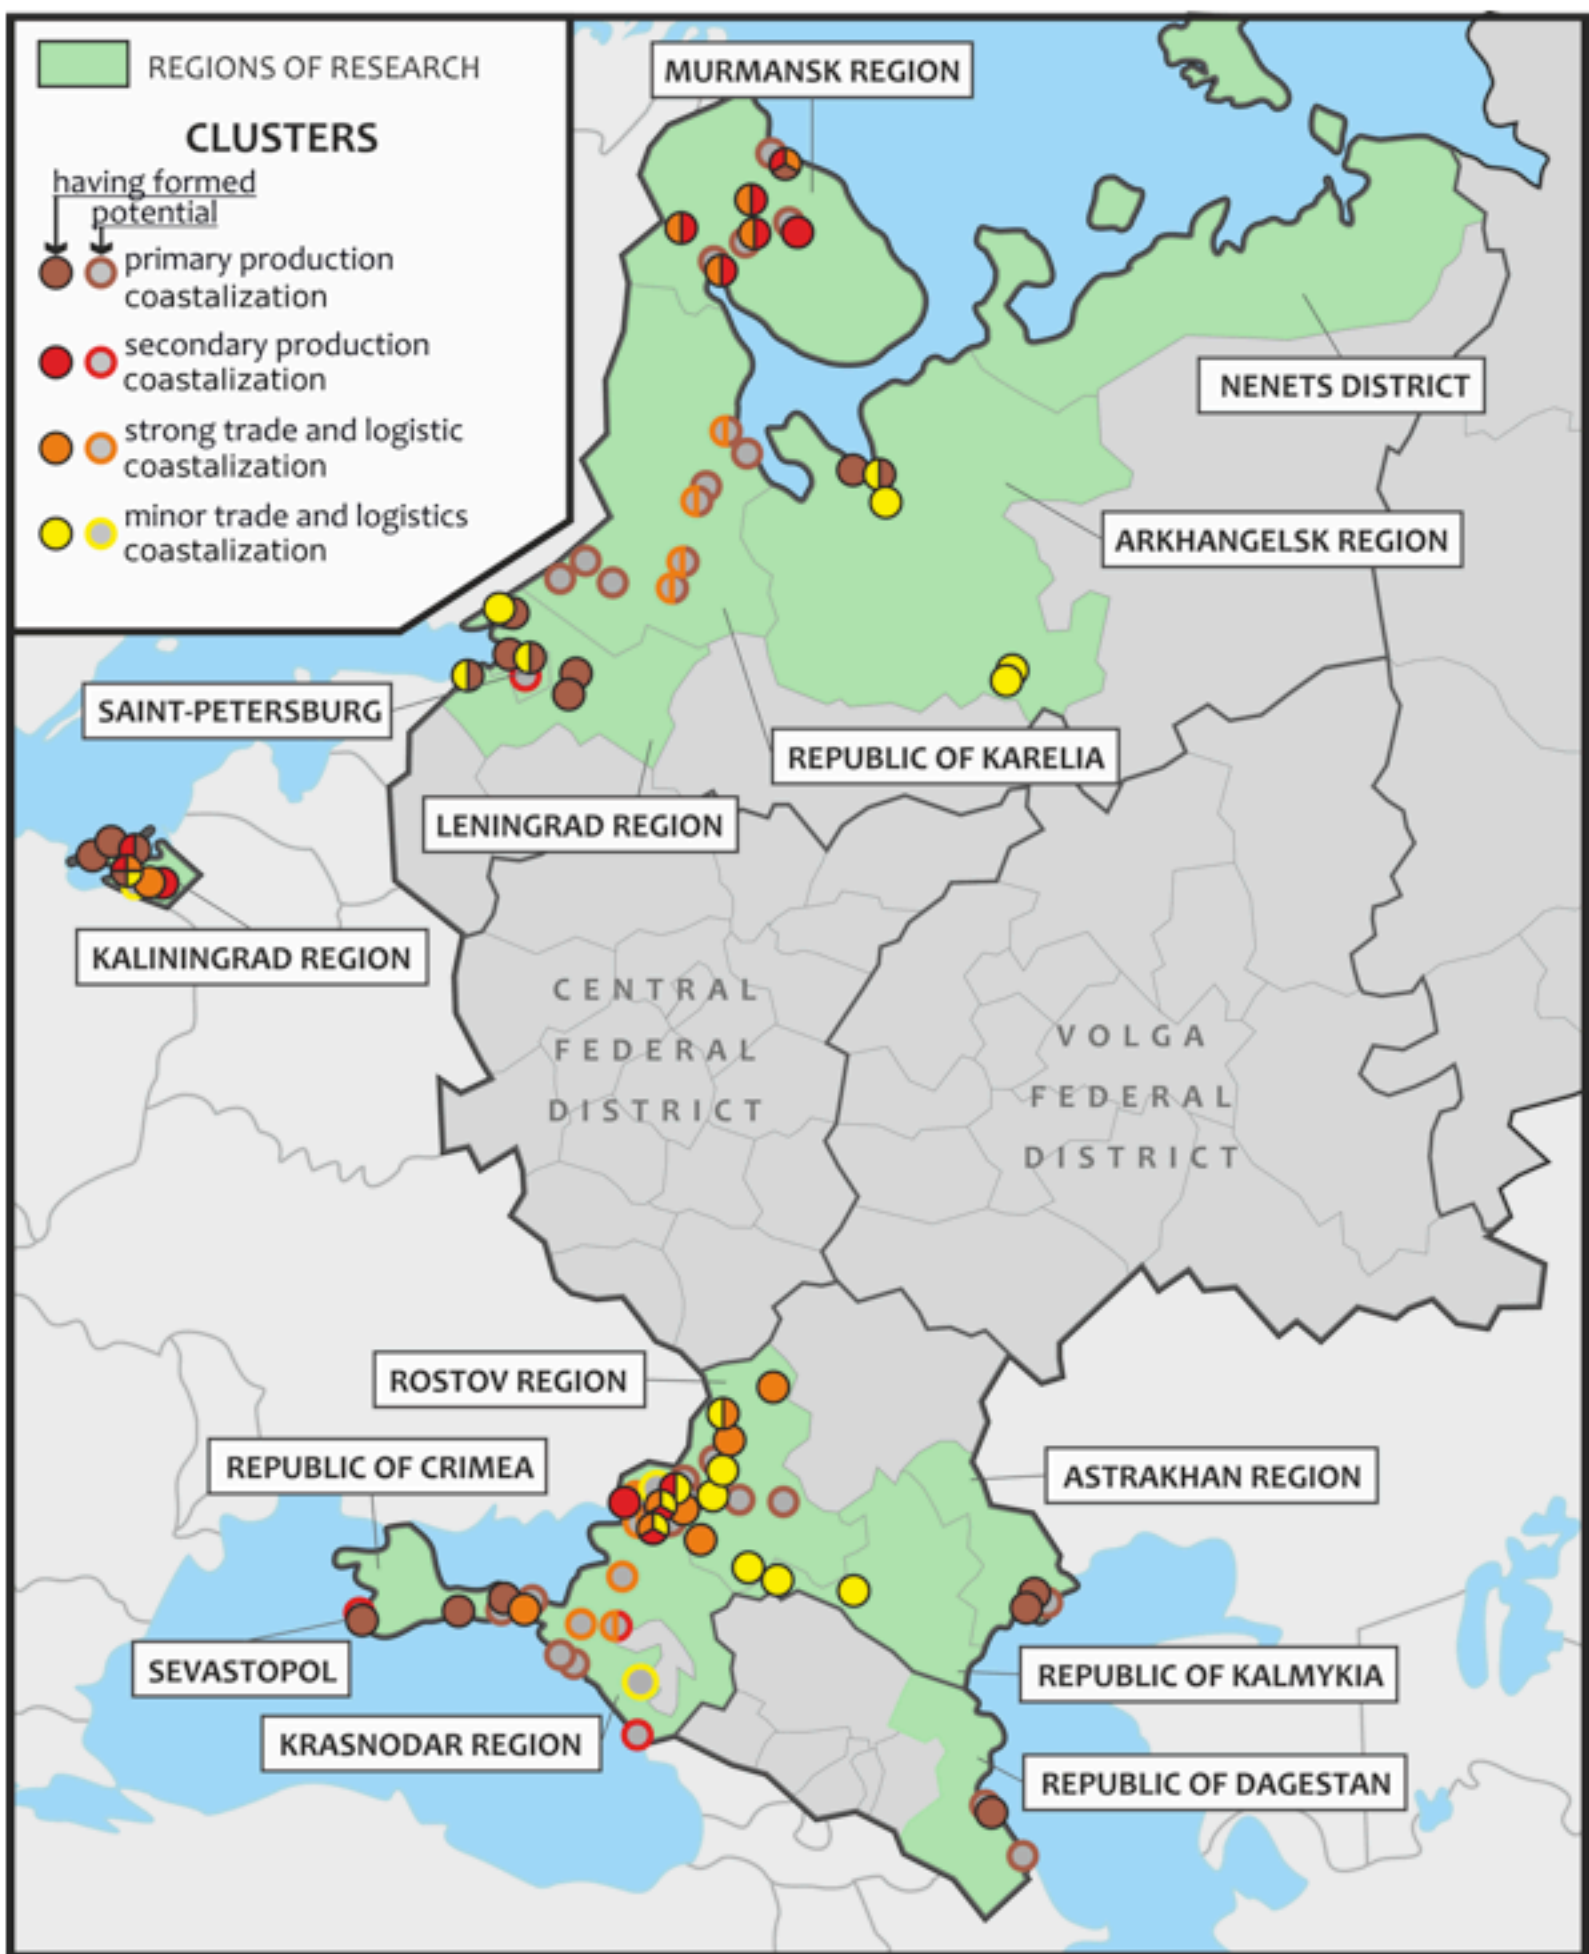 REGIONS OF RESEARCH
CLUSTERS
having formed
potential
primary production
coastalization
secondary production
coastalization
strong trade and logistic
coastalization
minor trade and logistics
coastalization
MURMANSK REGION
NENETS DISTRICT
ARKHANGELSK REGION
SAINT-PETERSBURG
REPUBLIC OF KARELIA
LENINGRAD REGION
KALININGRAD REGION
CENTRAL
FEDERAL
DISTRICT
VOLGA
FEDERAL
DISTRICT
ROSTOV REGION
REPUBLIC OF CRIMEA
ASTRAKHAN REGION
SEVASTOPOL
REPUBLIC OF KALMYKIA
KRASNODAR REGION
REPUBLIC OF DAGESTAN